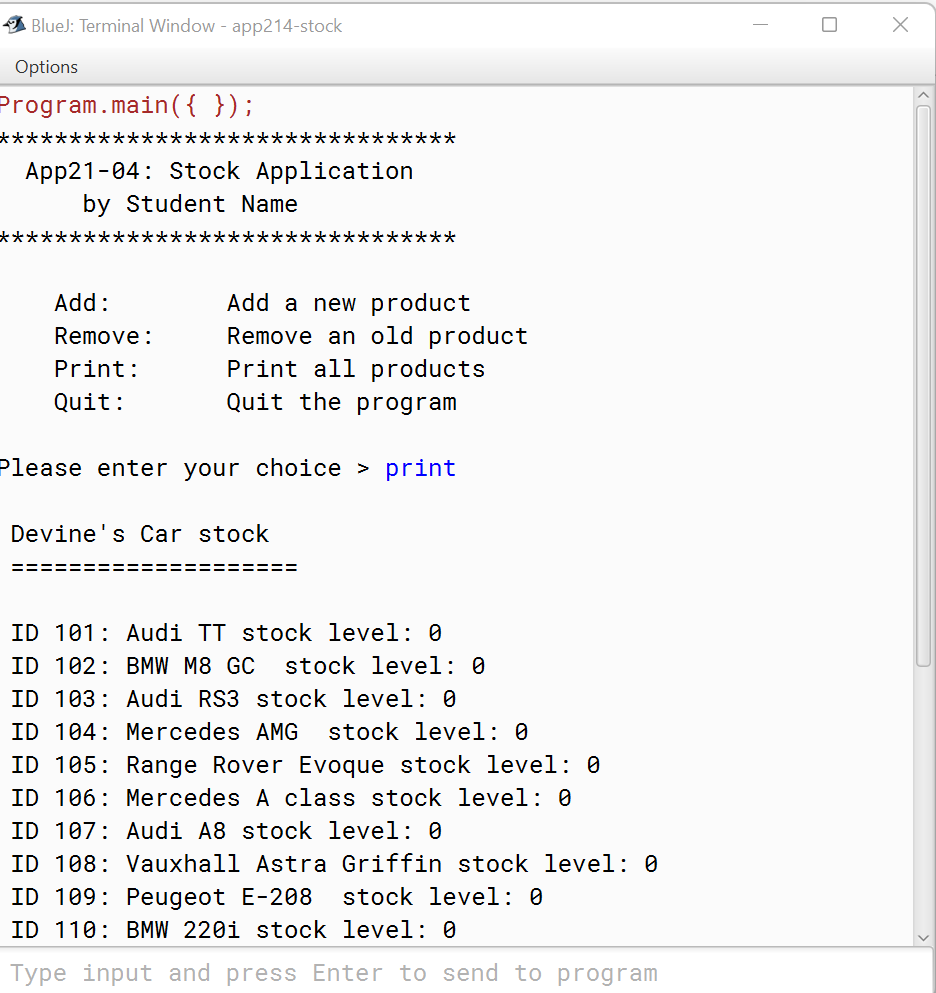 BlueJ: Terminal Window - app214-stock
Options
Program.main({ });
********************************
  App21-04: Stock Application
      by Student Name
********************************
    Add:        Add a new product
    Remove:     Remove an old product
    Print:      Print all products
    Quit:       Quit the program
Please enter your choice > print
 Devine's Car stock
 ====================
 ID 101: Audi TT stock level: 0
 ID 102: BMW M8 GC  stock level: 0
 ID 103: Audi RS3 stock level: 0
 ID 104: Mercedes AMG  stock level: 0
 ID 105: Range Rover Evoque stock level: 0
 ID 106: Mercedes A class stock level: 0
 ID 107: Audi A8 stock level: 0
 ID 108: Vauxhall Astra Griffin stock level: 0
 ID 109: Peugeot E-208  stock level: 0
 ID 110: BMW 220i stock level: 0
Type input and press Enter to send to program